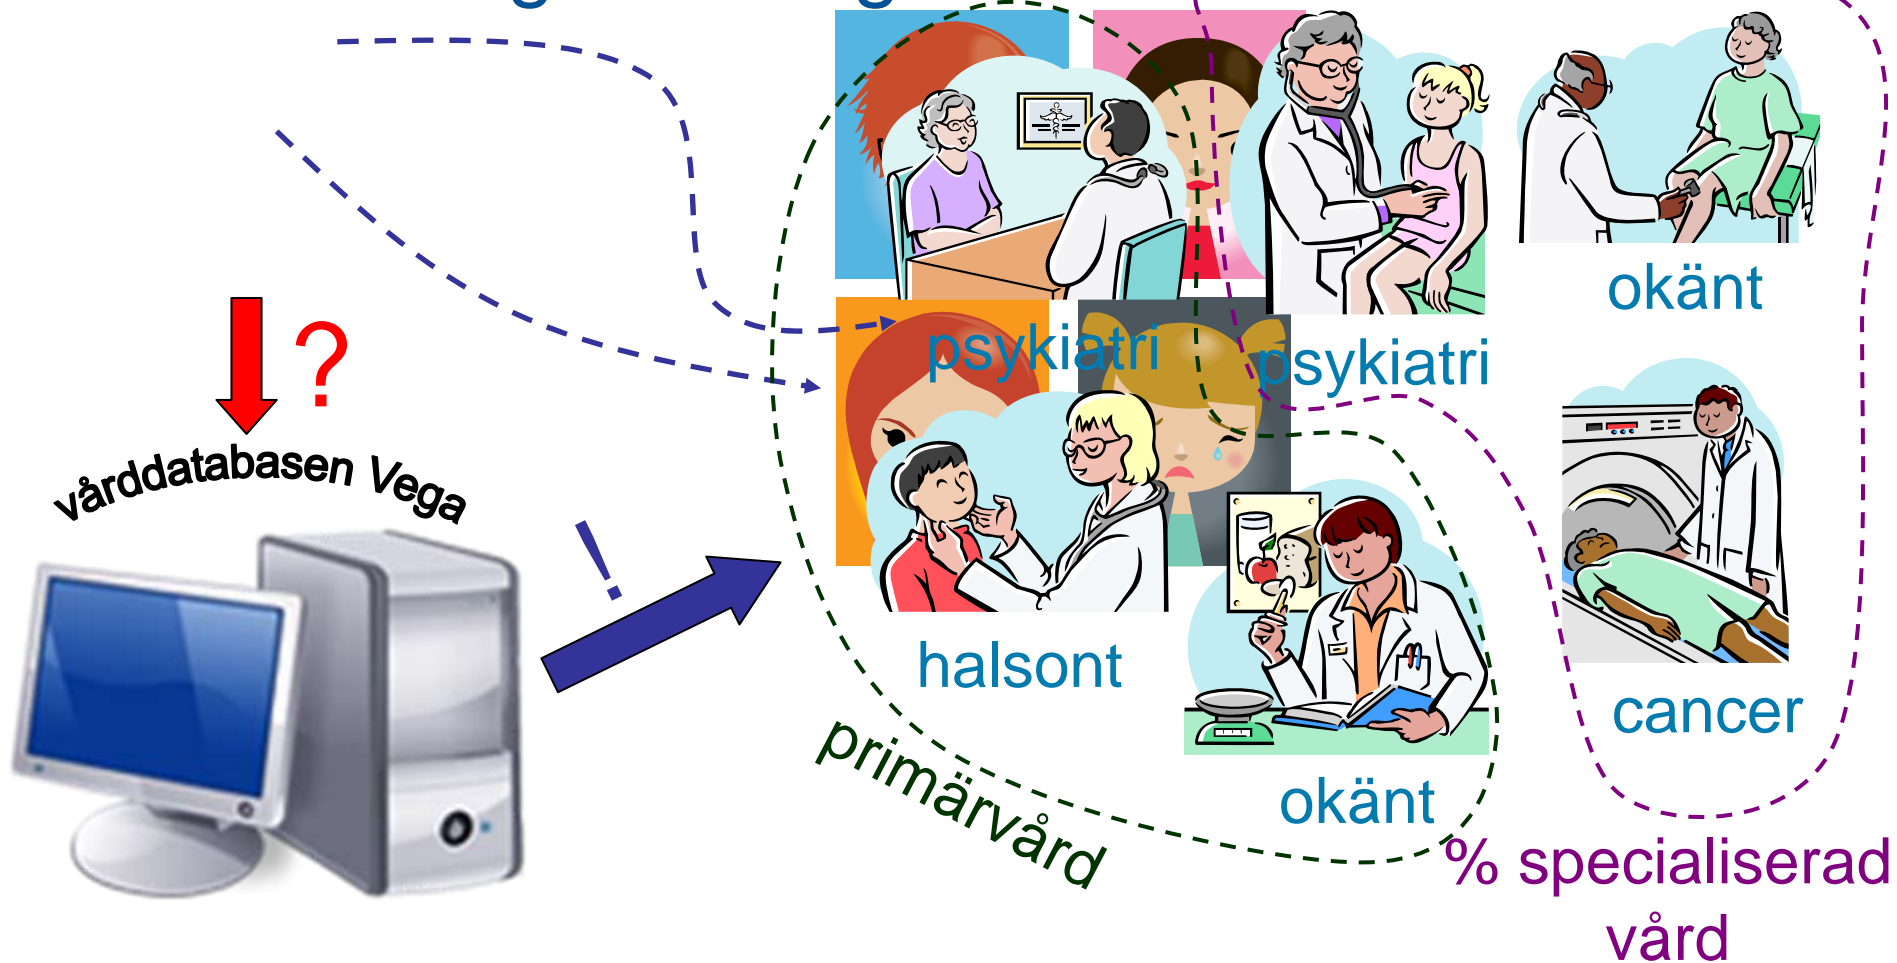 okänt
psykiatri
psykiatri
?
vårddatabasen Vega
!
halsont
cancer
primärvård
okänt
% specialiserad
vård